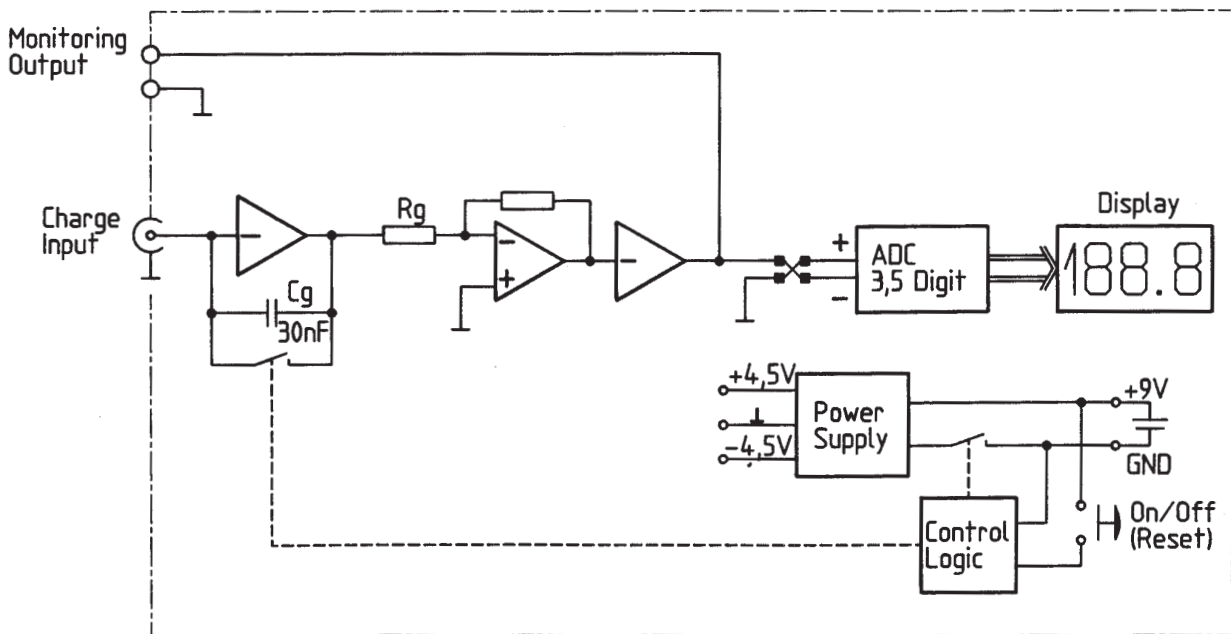 Monitoring
Output
Charge
Input
Rg
Cg
30nF
−
−
+
−
+
−
ADC
3,5 Digit
Display
188.8
+4,5V
-4,5V
Power
Supply
+9V
GND
Control
Logic
On/Off
(Reset)